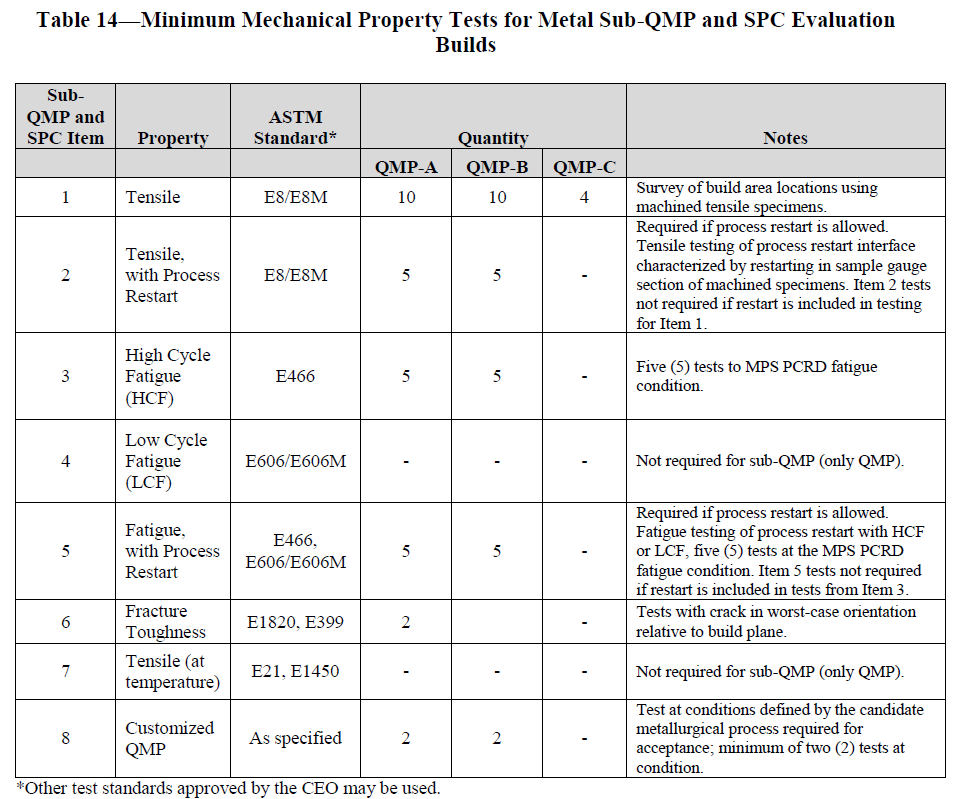 Table 14—Minimum Mechanical Property Tests for Metal Sub-QMP and SPC Evaluation
Builds
Sub-
QMP and
SPC Item
Property
ASTM
Standard*
Quantity
Notes
QMP-A
QMP-B
QMP-C
1
Tensile
E8/E8M
10
10
4
Survey of build area locations using
machined tensile specimens.
2
Tensile,
with Process
Restart
E8/E8M
5
5
-
Required if process restart is allowed.
Tensile testing of process restart interface
characterized by restarting in sample gauge
section of machined specimens. Item 2 tests
not required if restart is included in testing
for Item 1.
3
High Cycle
Fatigue
(HCF)
E466
5
5
-
Five (5) tests to MPS PCRD fatigue
condition.
4
Low Cycle
Fatigue
(LCF)
E606/E606M
-
-
-
Not required for sub-QMP (only QMP).
5
Fatigue,
with Process
Restart
E466,
E606/E606M
5
5
-
Required if process restart is allowed.
Fatigue testing of process restart with HCF
or LCF, five (5) tests at the MPS PCRD
fatigue condition. Item 5 tests not required
if restart is included in tests from Item 3.
6
Fracture
Toughness
E1820, E399
2
-
Tests with crack in worst-case orientation
relative to build plane.
7
Tensile (at
temperature)
E21, E1450
-
-
-
Not required for sub-QMP (only QMP).
8
Customized
QMP
As specified
2
2
-
Test at conditions defined by the candidate
metallurgical process required for
acceptance; minimum of two (2) tests at
condition.
*Other test standards approved by the CEO may be used.